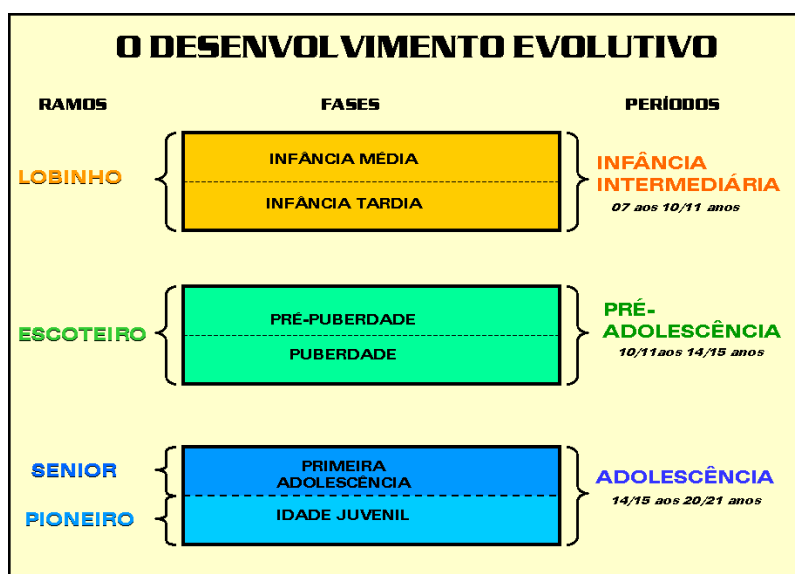 O DESENVOLVIMENTO EVOLUTIVO
RAMOS
FASES
PERÍODOS
LOBINHO
INFÂNCIA MÉDIA
INFÂNCIA TARDIA
INFÂNCIA
INTERMEDIÁRIA
07 aos 10/11 anos
ESCOTEIRO
PRÉ-PUBERDADE
PUBERDADE
PRÉ-
ADOLESCÊNCIA
10/11aos 14/15 anos
SENIOR
PRIMEIRA
ADOLESCÊNCIA
PIONEIRO
IDADE JUVENIL
ADOLESCÊNCIA
14/15 aos 20/21 anos